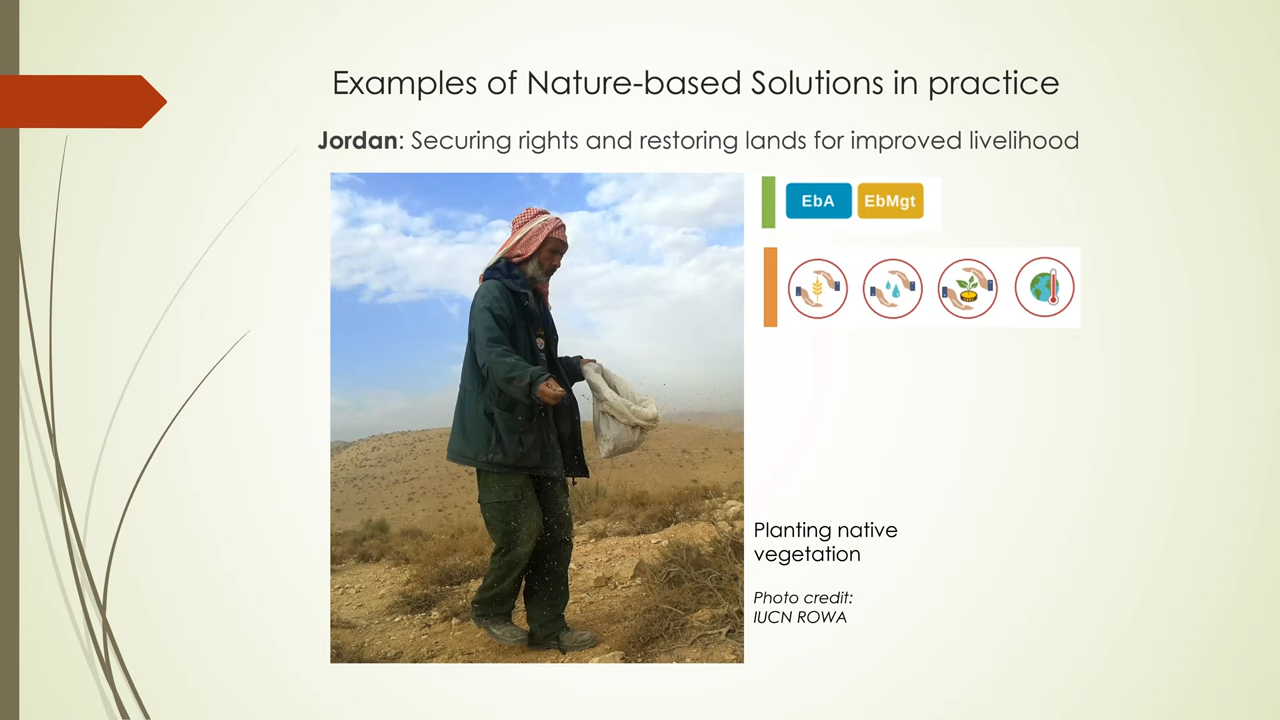 Examples of Nature-based Solutions in practice
Jordan: Securing rights and restoring lands for improved livelihood
EbA EbMgt
Planting native
vegetation
Photo credit:
IUCN ROWA